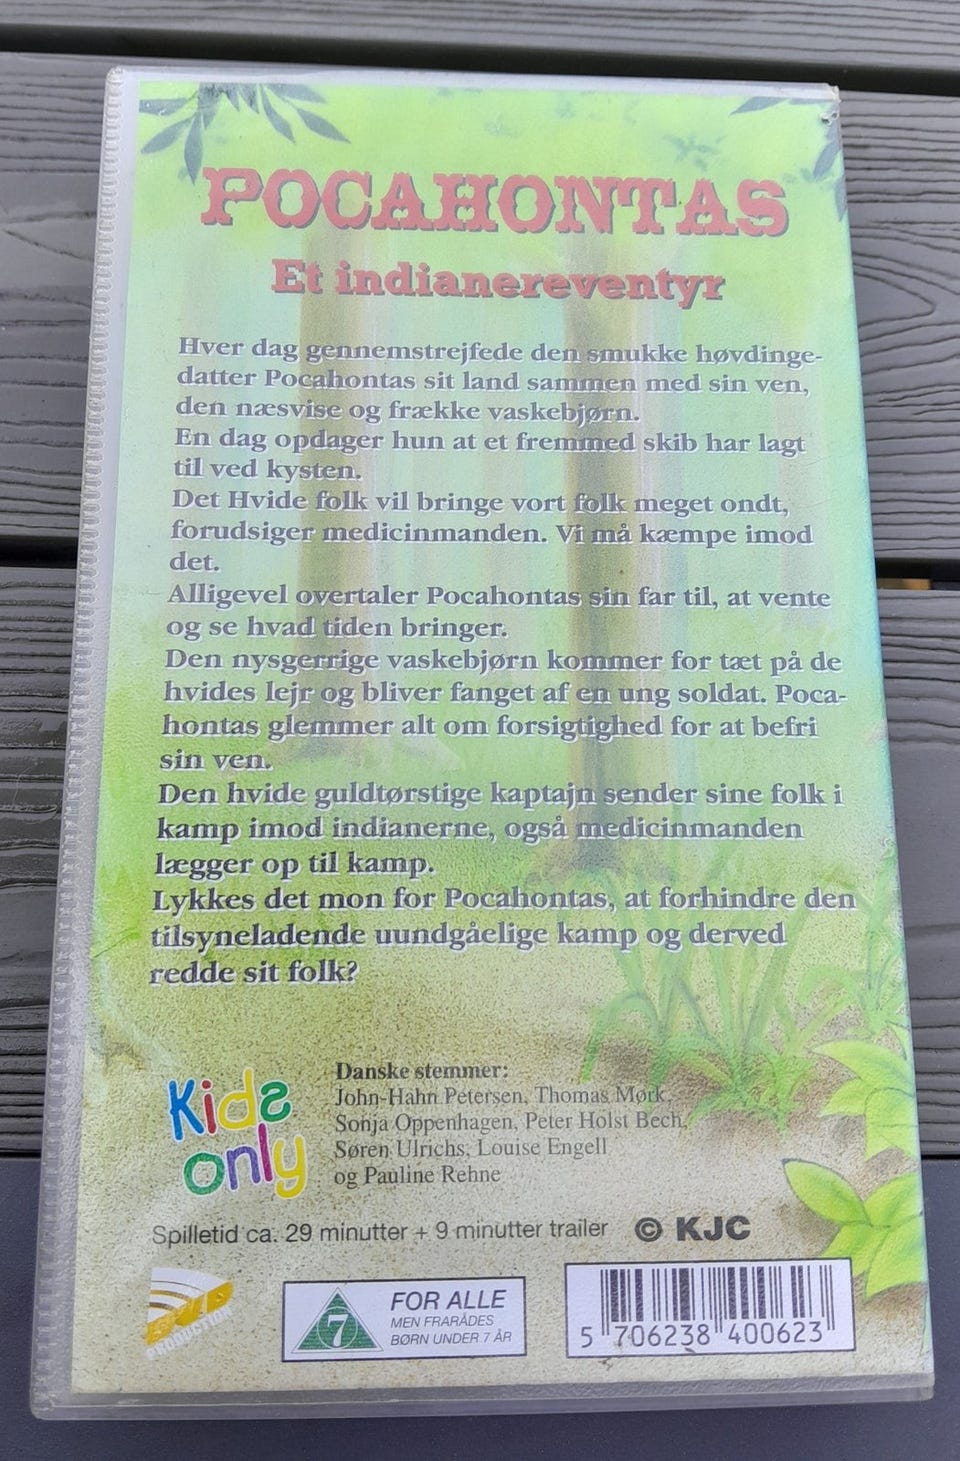 POCAHONTAS
Et indianereventyr
Hver dag gennemstrejfede den smukke høvdinge-
datter Pocahontas sit land sammen med sin ven,
den næsvise og frække vaskebjørn.
En dag opdager hun at et fremmed skib har lagt
til ved kysten.
Det Hvide folk vil bringe vort folk meget ondt,
forudsiger medicinmanden. Vi må kæmpe imod
det.
Alligevel overtaler Pocahontas sin far til, at vente
og se hvad tiden bringer.
Den nysgerrige vaskebjørn kommer for tæt på de
hvides lejr og bliver fanget af en ung soldat. Poca-
hontas glemmer alt om forsigtighed for at befri
sin ven.
Den hvide guldtørstige kaptajn sender sine folk i
kamp imod indianerne, også medicinmanden
lægger op til kamp.
Lykkes det mon for Pocahontas, at forhindre den
tilsyneladende uundgåelige kamp og derved
redde sit folk?
Kids
only
Danske stemmer:
John-Hahn Petersen, Thomas Mørk,
Sonja Oppenhagen, Peter Holst Bech,
Søren Ulrichs, Louise Engell
og Pauline Rehne
Spilletid ca. 29 minutter + 9 minutter trailer © KJC
PRODUCTION
7
FOR ALLE
MEN FRARÅDES
BØRN UNDER 7 ÅR
5 706238 400623